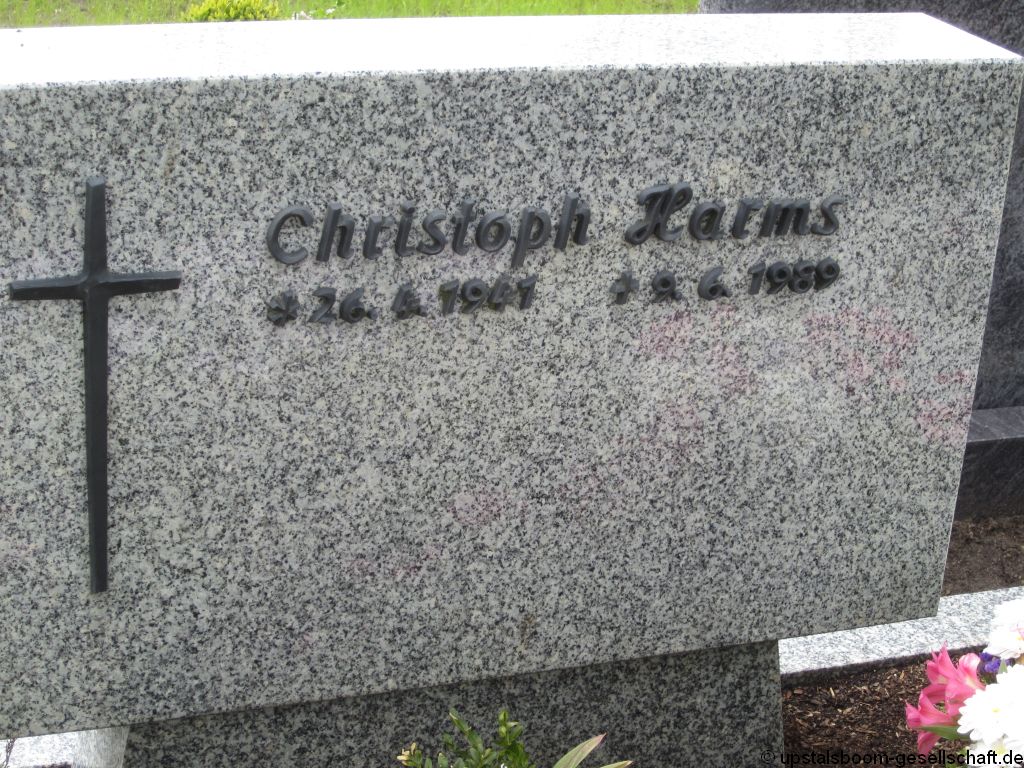 Christoph Harms
* 26. 4. 1941 † 9. 6. 1989
© upstalsboom-gesellschaft.de